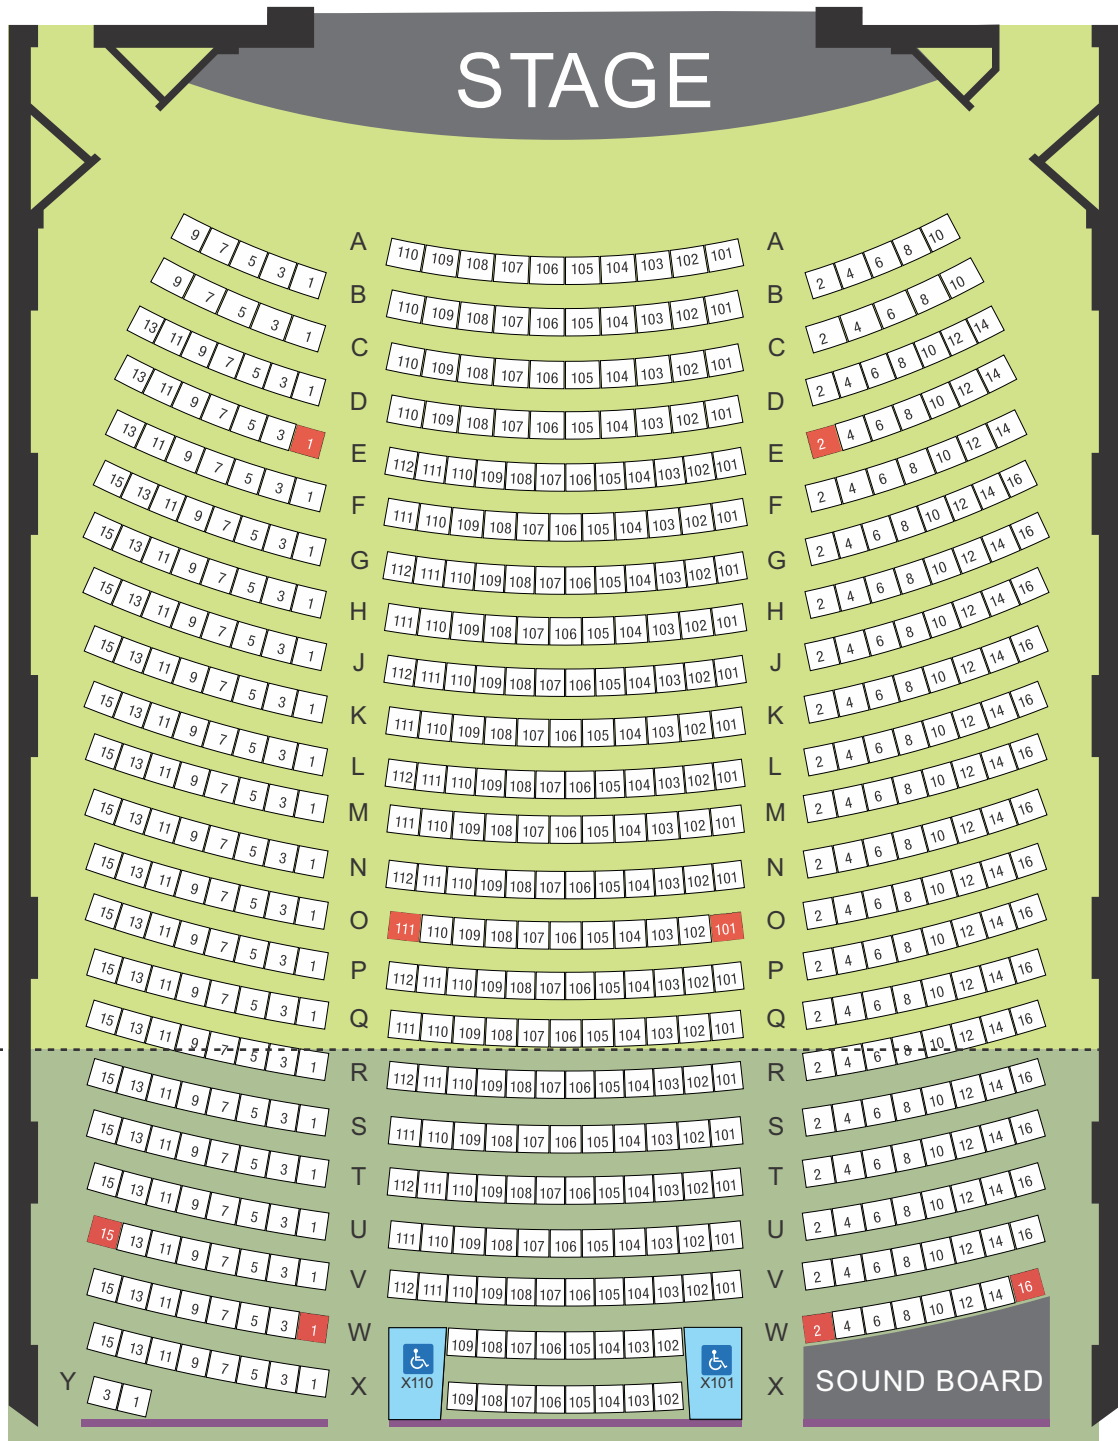 STAGE
9 7 5 3 1 A 110 109 108 107 106 105 104 103 102 101 A 2 4 6 8 10
9 7 5 3 1 B 110 109 108 107 106 105 104 103 102 101 B 2 4 6 8 10
13 11 9 7 5 3 1 C 110 109 108 107 106 105 104 103 102 101 C 2 4 6 8 10 12 14
13 11 9 7 5 3 1 D 110 109 108 107 106 105 104 103 102 101 D 2 4 6 8 10 12 14
13 11 9 7 5 3 1 E 112 111 110 109 108 107 106 105 104 103 102 101 E 2 4 6 8 10 12 14
15 13 11 9 7 5 3 1 F 111 110 109 108 107 106 105 104 103 102 101 F 2 4 6 8 10 12 14 16
15 13 11 9 7 5 3 1 G 112 111 110 109 108 107 106 105 104 103 102 101 G 2 4 6 8 10 12 14 16
15 13 11 9 7 5 3 1 H 111 110 109 108 107 106 105 104 103 102 101 H 2 4 6 8 10 12 14 16
15 13 11 9 7 5 3 1 J 112 111 110 109 108 107 106 105 104 103 102 101 J 2 4 6 8 10 12 14 16
15 13 11 9 7 5 3 1 K 111 110 109 108 107 106 105 104 103 102 101 K 2 4 6 8 10 12 14 16
15 13 11 9 7 5 3 1 L 112 111 110 109 108 107 106 105 104 103 102 101 L 2 4 6 8 10 12 14 16
15 13 11 9 7 5 3 1 M 111 110 109 108 107 106 105 104 103 102 101 M 2 4 6 8 10 12 14 16
15 13 11 9 7 5 3 1 N 112 111 110 109 108 107 106 105 104 103 102 101 N 2 4 6 8 10 12 14 16
15 13 11 9 7 5 3 1 O 111 110 109 108 107 106 105 104 103 102 101 O 2 4 6 8 10 12 14 16
15 13 11 9 7 5 3 1 P 112 111 110 109 108 107 106 105 104 103 102 101 P 2 4 6 8 10 12 14 16
15 13 11 9 7 5 3 1 Q 111 110 109 108 107 106 105 104 103 102 101 Q 2 4 6 8 10 12 14 16
15 13 11 9 7 5 3 1 R 112 111 110 109 108 107 106 105 104 103 102 101 R 2 4 6 8 10 12 14 16
15 13 11 9 7 5 3 1 S 111 110 109 108 107 106 105 104 103 102 101 S 2 4 6 8 10 12 14 16
15 13 11 9 7 5 3 1 T 112 111 110 109 108 107 106 105 104 103 102 101 T 2 4 6 8 10 12 14 16
15 13 11 9 7 5 3 1 U 111 110 109 108 107 106 105 104 103 102 101 U 2 4 6 8 10 12 14 16
15 13 11 9 7 5 3 1 V 112 111 110 109 108 107 106 105 104 103 102 101 V 2 4 6 8 10 12 14 16
15 13 11 9 7 5 3 1 W 109 108 107 106 105 104 103 102 W
Y 3 1 X X110 109 108 107 106 105 104 103 102 X101 X SOUND BOARD